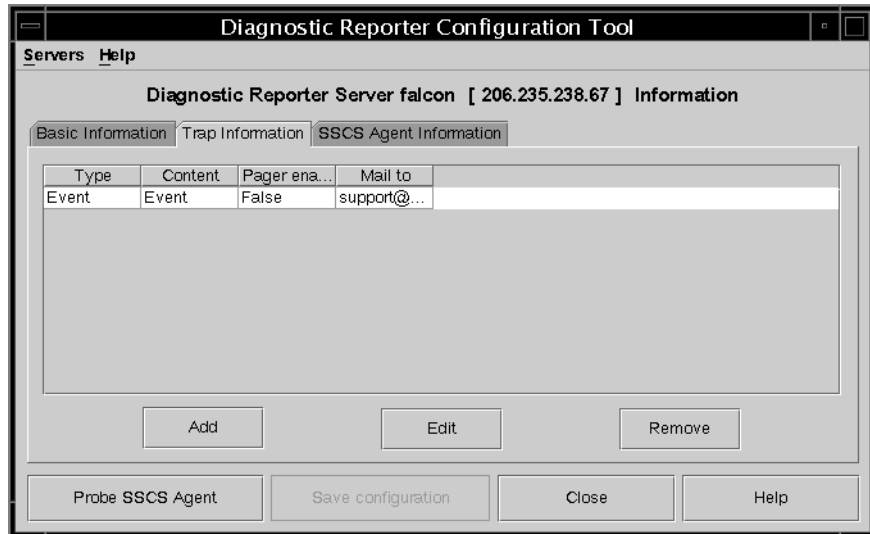 Diagnostic Reporter Configuration Tool
Servers Help
Diagnostic Reporter Server falcon [ 206.235.238.67 ] Information
Basic Information Trap Information SSCS Agent Information
Type Content Pager ena... Mail to
Event Event False support@...
Add Edit Remove
Probe SSCS Agent Save configuration Close Help